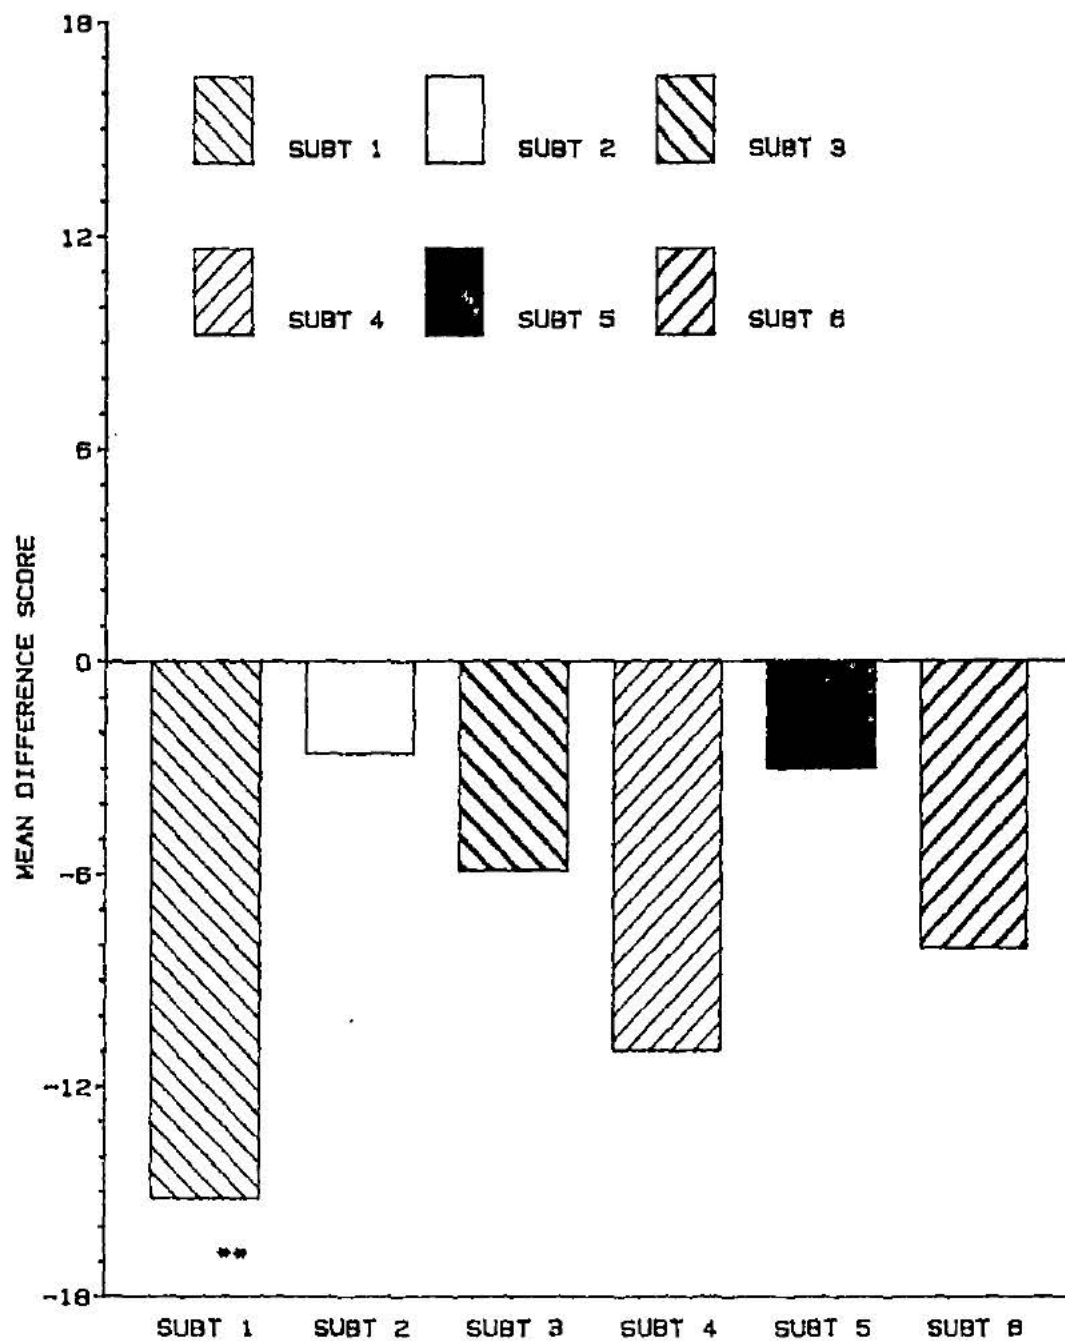 18
SUBT 1 SUBT 2 SUBT 3
12
SUBT 4 SUBT 5 SUBT 6
6
MEAN DIFFERENCE SCORE
0
-6
-12
**
-18
SUBT 1 SUBT 2 SUBT 3 SUBT 4 SUBT 5 SUBT 6